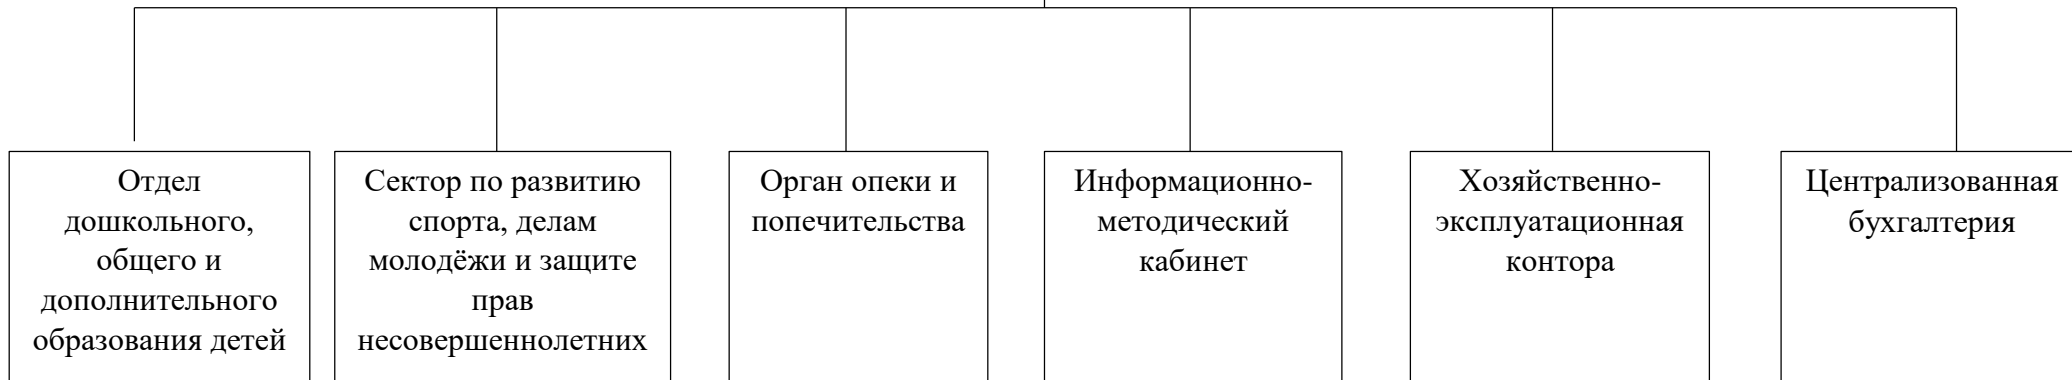 Отдел
дошкольного,
общего и
дополнительного
образования детей
Сектор по развитию
спорта, делам
молодёжи и защите
прав
несовершеннолетних
Орган опеки и
попечительства
Информационно-
методический
кабинет
Хозяйственно-
эксплуатационная
контора
Централизованная
бухгалтерия